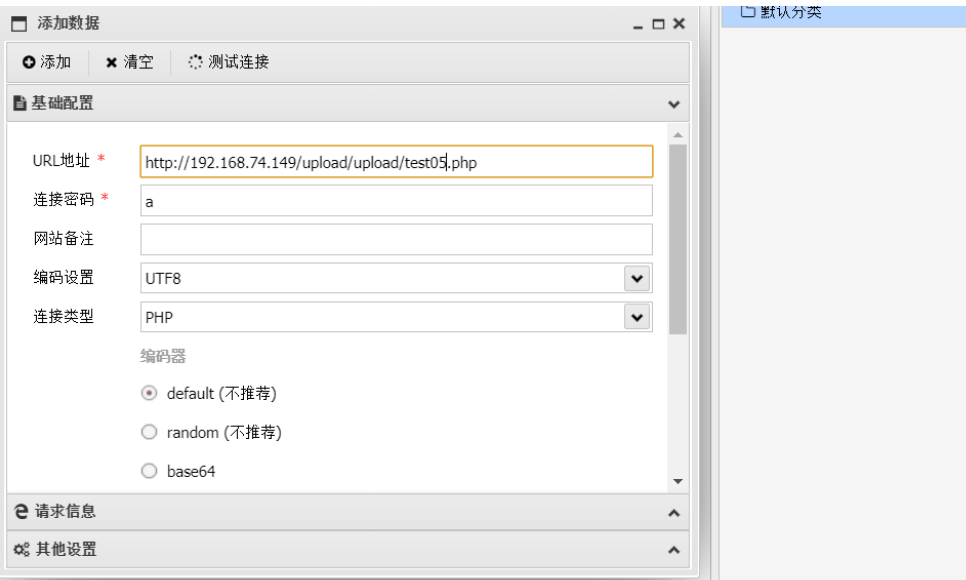 添加数据
默认分类
添加 清空 测试连接
基础配置
URL地址 * http://192.168.74.149/upload/upload/test05.php
连接密码 * a
网站备注
编码设置 UTF8
连接类型 PHP
编码器
default (不推荐)
random (不推荐)
base64
请求信息
其他设置